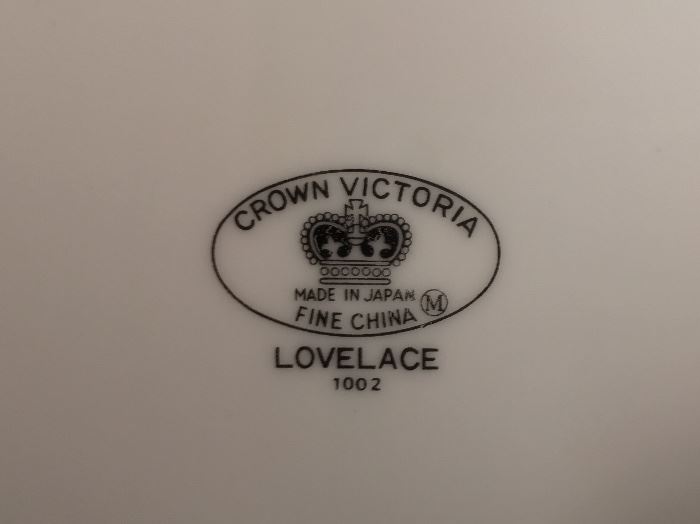 CROWN VICTORIA
MADE IN JAPAN
M
FINE CHINA
LOVELACE
1002